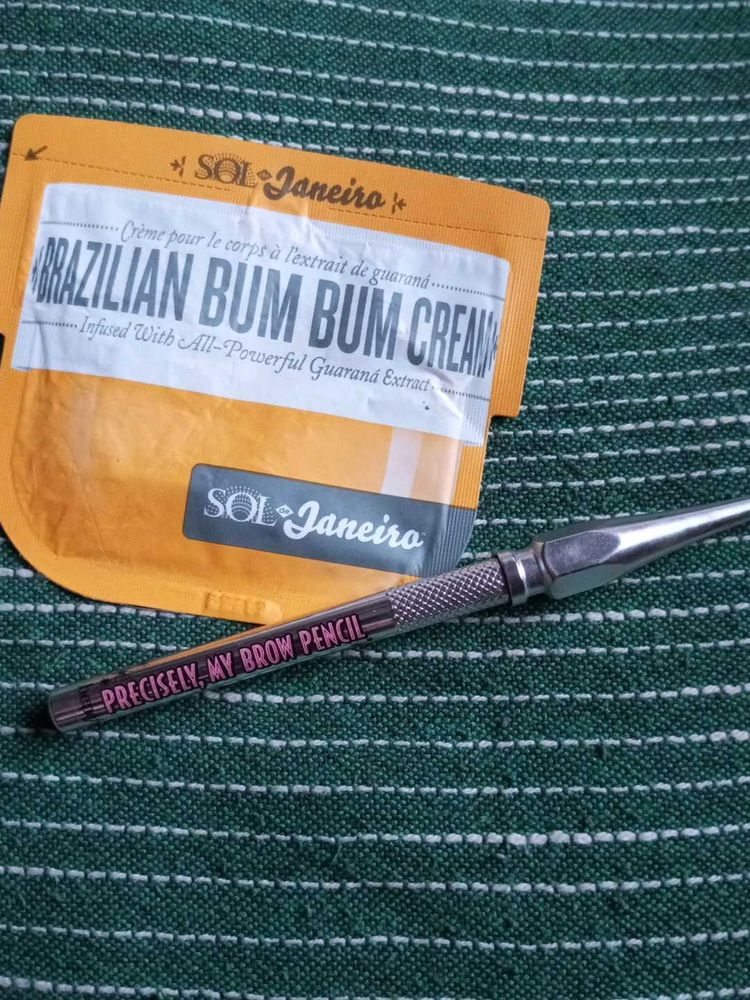 SOL de Janeiro
Crème pour le corps à l'extrait de guaraná
BRAZILIAN BUM BUM CREAM
Infused With All-Powerful Guaraná Extract
SOL de Janeiro
PRECISELY, MY BROW PENCIL